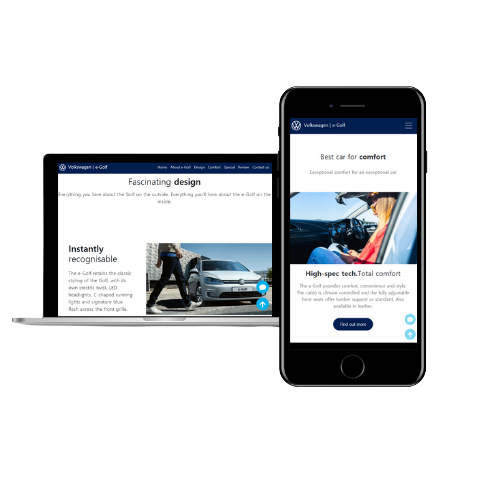 Volkswagen | e-Golf
Home About e-Golf Design Comfort Special Review Contact us
Fascinating design
Everything you love about the Golf on the outside. Everything you'll love about the e-Golf on the
inside.
Instantly
recognisable
The e-Golf retains the classic
styling of the Golf, with its
own electric twist. LED
headlights, C-shaped running
lights and signature blue
flash across the front grille.
Volkswagen | e-Golf
Best car for comfort
Exceptional comfort for an exceptional car
High-spec tech.Total comfort
The e-Golf provides comfort, convenience and style.
The cabin is climate controlled and the fully adjustable
front seats offer lumbar support as standard. Also
available in leather.
Find out more